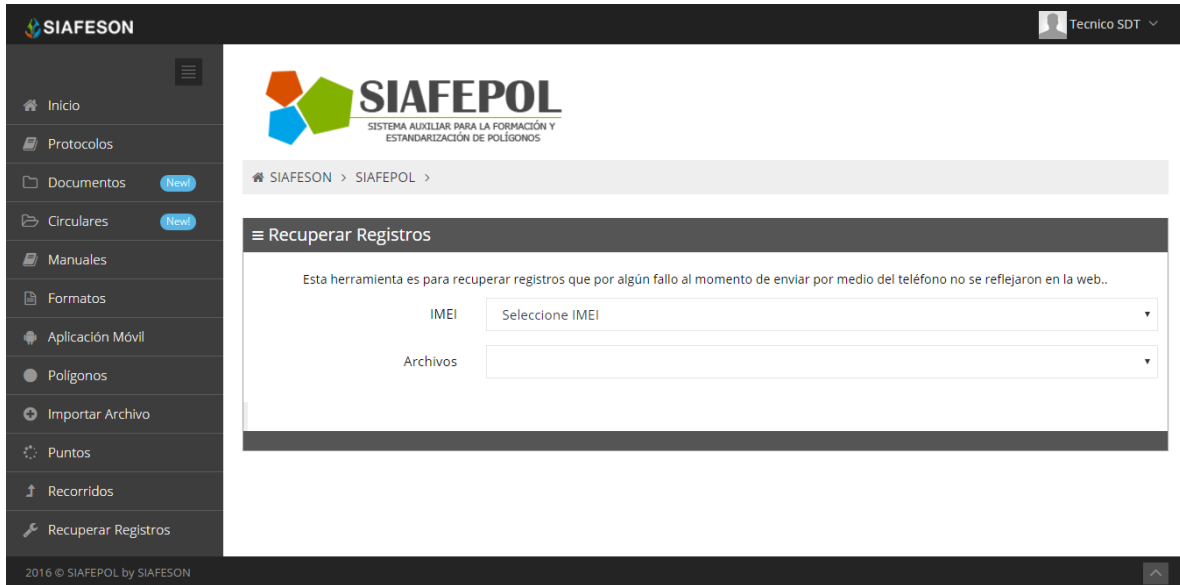 SIAFESON
Tecnico SDT
Inicio
Protocolos
Documentos New!
Circulares New!
Manuales
Formatos
Aplicación Móvil
Polígonos
Importar Archivo
Puntos
Recorridos
Recuperar Registros
SIAFEPOL
SISTEMA AUXILIAR PARA LA FORMACIÓN Y
ESTANDARIZACIÓN DE POLÍGONOS
SIAFESON > SIAFEPOL >
Recuperar Registros
Esta herramienta es para recuperar registros que por algún fallo al momento de enviar por medio del teléfono no se reflejaron en la web..
IMEI Seleccione IMEI
Archivos
2016 © SIAFEPOL by SIAFESON